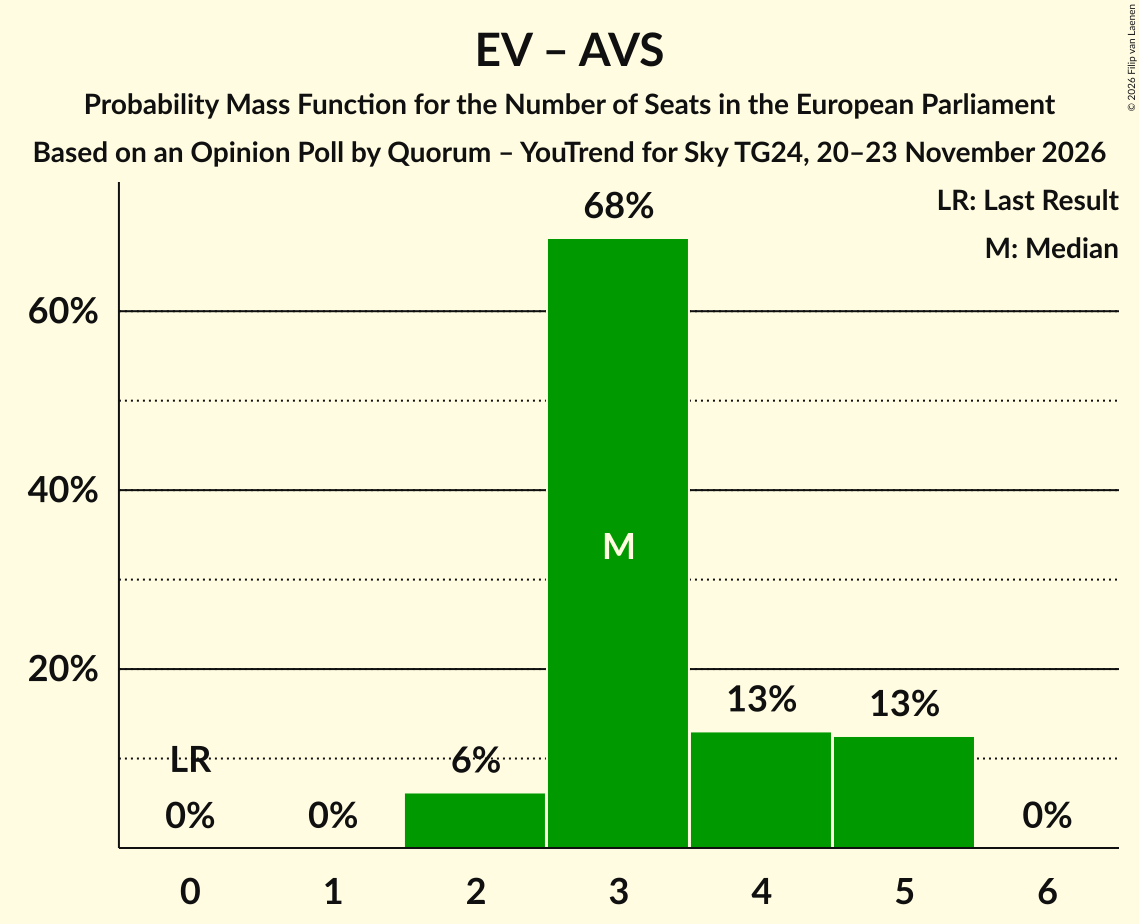 EV – AVS
Probability Mass Function for the Number of Seats in the European Parliament
Based on an Opinion Poll by Quorum – YouTrend for Sky TG24, 20–23 November 2026
© 2026 Filip van Laenen
LR: Last Result
M: Median
68%
60%
40%
M
20%
13%
13%
LR
6%
0%
0%
0%
0
1
2
3
4
5
6